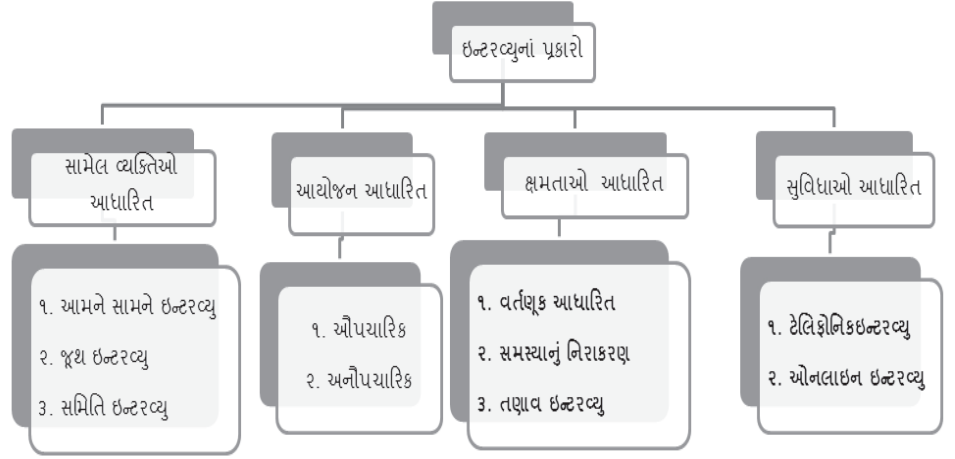 ઇન્ટરવ્યુનાં પ્રકારો
સામેલ વ્યક્તિઓ
આધારિત
આયોજન આધારિત
ક્ષમતાઓ આધારિત
સુવિધાઓ આધારિત
૧. આમને સામને ઇન્ટરવ્યુ
૨. જૂથ ઇન્ટરવ્યુ
૩. સમિતિ ઇન્ટરવ્યુ
૧. ઔપચારિક
૨. અનૌપચારિક
૧. વર્તણૂક આધારિત
૨. સમસ્યાનું નિરાકરણ
૩. તણાવ ઇન્ટરવ્યુ
૧. ટેલિફોનિકઇન્ટરવ્યુ
૨. ઓનલાઇન ઇન્ટરવ્યુ